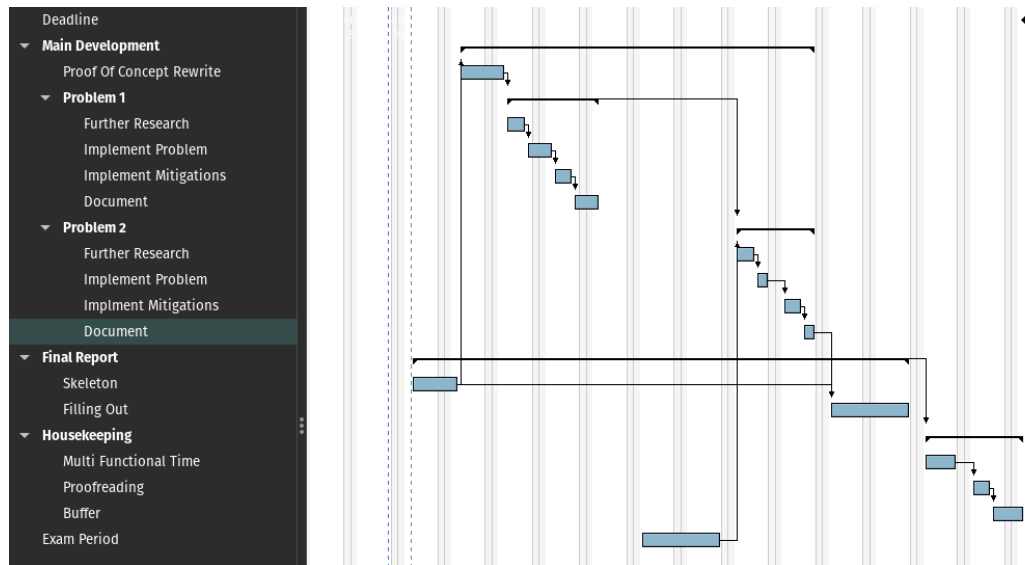 Deadline
Main Development
Proof Of Concept Rewrite
Problem 1
Further Research
Implement Problem
Implement Mitigations
Document
Problem 2
Further Research
Implement Problem
Implment Mitigations
Document
Final Report
Skeleton
Filling Out
Housekeeping
Multi Functional Time
Proofreading
Buffer
Exam Period